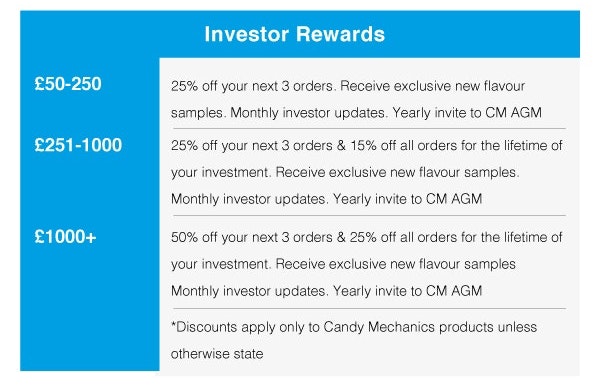 Investor Rewards
£50-250
25% off your next 3 orders. Receive exclusive new flavour
samples. Monthly investor updates. Yearly invite to CM AGM
£251-1000
25% off your next 3 orders & 15% off all orders for the lifetime of
your investment. Receive exclusive new flavour samples.
Monthly investor updates. Yearly invite to CM AGM
£1000+
50% off your next 3 orders & 25% off all orders for the lifetime of
your investment. Receive exclusive new flavour samples
Monthly investor updates. Yearly invite to CM AGM
*Discounts apply only to Candy Mechanics products unless
otherwise state